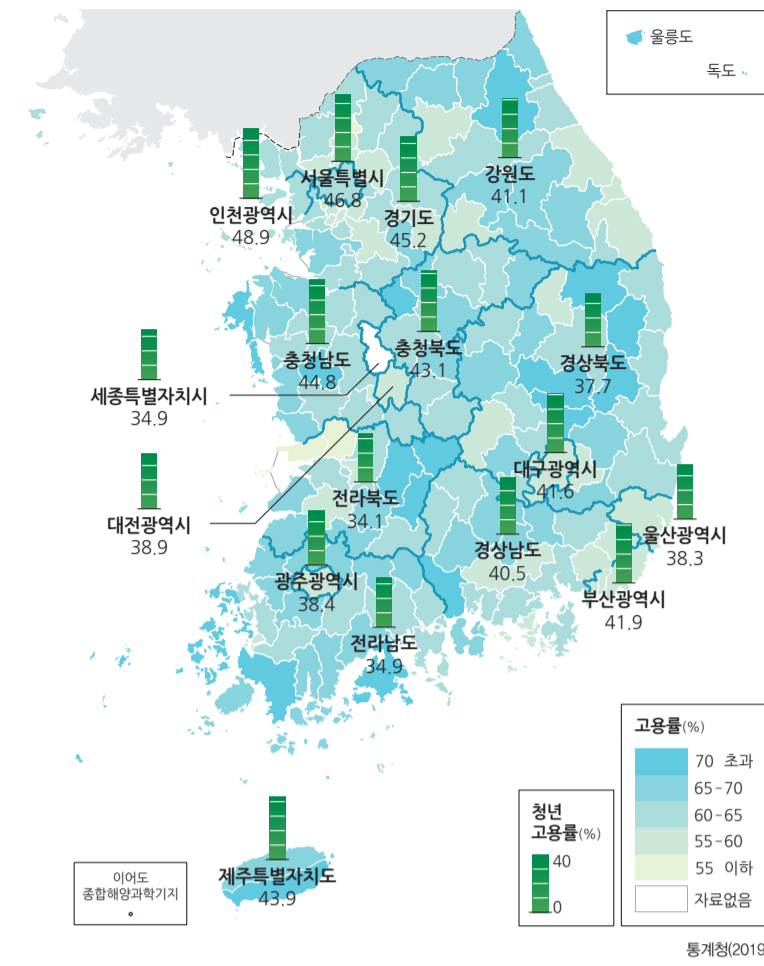 울릉도
독도
서울특별시
46.8
인천광역시
48.9
경기도
45.2
강원도
41.1
충청남도
44.8
충청북도
43.1
경상북도
37.7
세종특별자치시
34.9
대전광역시
38.9
전라북도
34.1
대구광역시
41.6
울산광역시
38.3
경상남도
40.5
부산광역시
41.9
광주광역시
38.4
전라남도
34.9
제주특별자치도
43.9
이어도
종합해양과학기지
청년
고용률(%)
40
0
고용률(%)
70 초과
65-70
60-65
55-60
55 이하
자료없음
통계청(2019